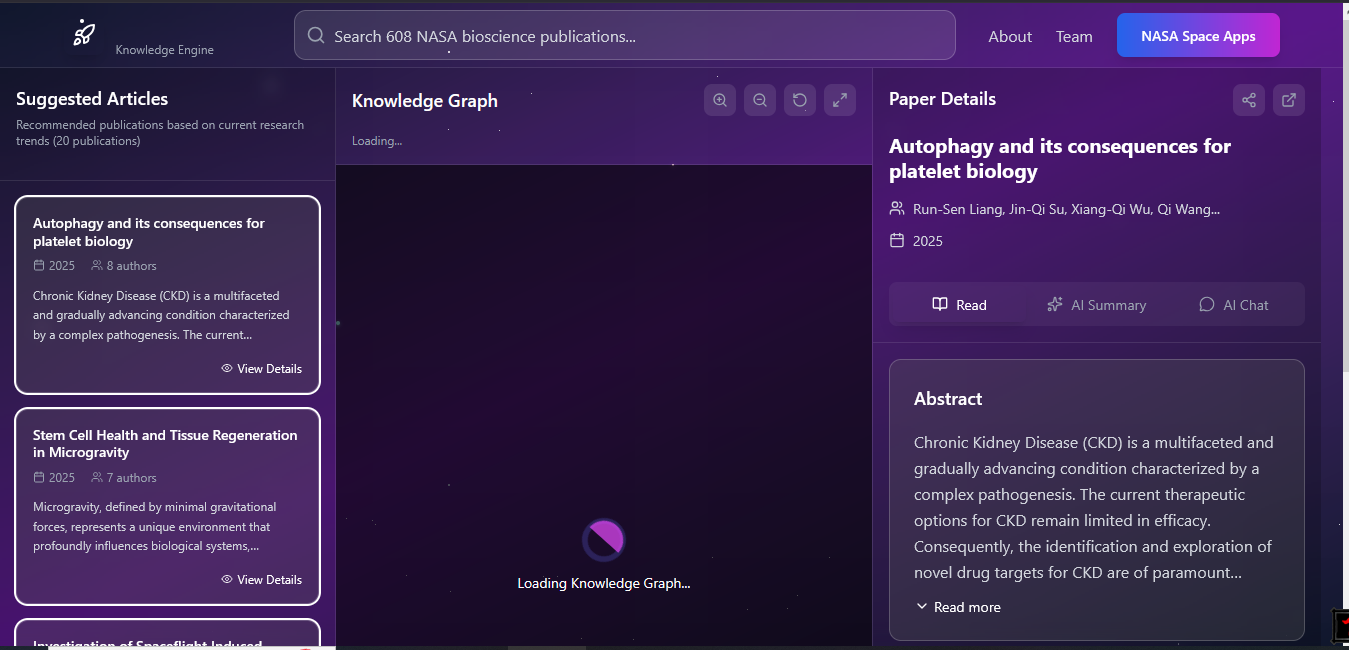 Knowledge Engine
Search 608 NASA bioscience publications...
About
Team
NASA Space Apps
Suggested Articles
Recommended publications based on current research
trends (20 publications)
Autophagy and its consequences for
platelet biology
2025
8 authors
Chronic Kidney Disease (CKD) is a multifaceted
and gradually advancing condition characterized
by a complex pathogenesis. The current...
View Details
Stem Cell Health and Tissue Regeneration
in Microgravity
2025
7 authors
Microgravity, defined by minimal gravitational
forces, represents a unique environment that
profoundly influences biological systems,...
View Details
Investigation of Spaceflight Induced
Knowledge Graph
Loading...
Loading Knowledge Graph...
Paper Details
Autophagy and its consequences for
platelet biology
Run-Sen Liang, Jin-Qi Su, Xiang-Qi Wu, Qi Wang...
2025
Read
AI Summary
AI Chat
Abstract
Chronic Kidney Disease (CKD) is a multifaceted and
gradually advancing condition characterized by a
complex pathogenesis. The current therapeutic
options for CKD remain limited in efficacy.
Consequently, the identification and exploration of
novel drug targets for CKD are of paramount...
Read more